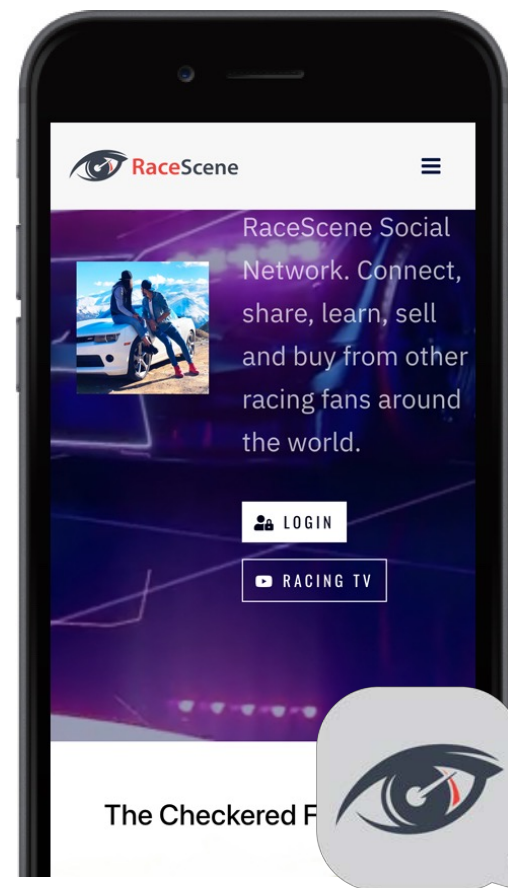 RaceScene
RaceScene Social
Network. Connect,
share, learn, sell
and buy from other
racing fans around
the world.
LOGIN
RACING TV
The Checkered